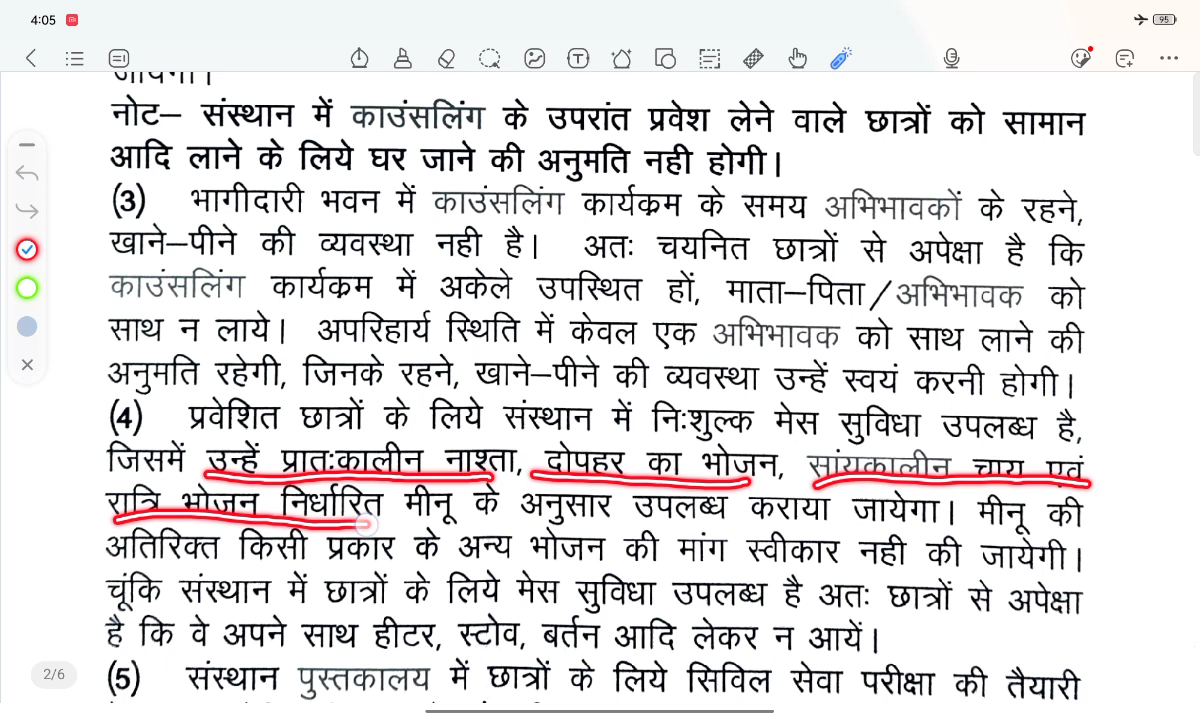 4:05
95
जायेगा।
नोट– संस्थान में काउंसलिंग के उपरांत प्रवेश लेने वाले छात्रों को सामान
आदि लाने के लिये घर जाने की अनुमति नही होगी।
(3) भागीदारी भवन में काउंसलिंग कार्यक्रम के समय अभिभावकों के रहने,
खाने–पीने की व्यवस्था नही है। अतः चयनित छात्रों से अपेक्षा है कि
काउंसलिंग कार्यक्रम में अकेले उपस्थित हों, माता–पिता/अभिभावक को
साथ न लाये। अपरिहार्य स्थिति में केवल एक अभिभावक को साथ लाने की
अनुमति रहेगी, जिनके रहने, खाने–पीने की व्यवस्था उन्हें स्वयं करनी होगी।
(4) प्रवेशित छात्रों के लिये संस्थान में निःशुल्क मेस सुविधा उपलब्ध है,
जिसमें उन्हें प्रातःकालीन नाश्ता, दोपहर का भोजन, सांयकालीन चाय एवं
रात्रि भोजन निर्धारित मीनू के अनुसार उपलब्ध कराया जायेगा। मीनू की
अतिरिक्त किसी प्रकार के अन्य भोजन की मांग स्वीकार नही की जायेगी।
चूंकि संस्थान में छात्रों के लिये मेस सुविधा उपलब्ध है अतः छात्रों से अपेक्षा
है कि वे अपने साथ हीटर, स्टोव, बर्तन आदि लेकर न आयें।
2/6
(5) संस्थान पुस्तकालय में छात्रों के लिये सिविल सेवा परीक्षा की तैयारी